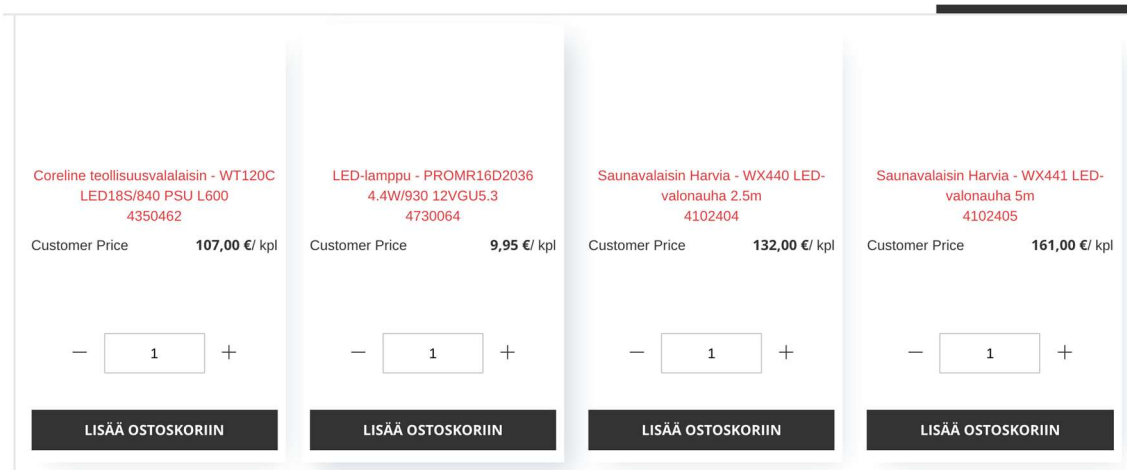 Coreline teollisuusvalalaisin - WT120C
LED18S/840 PSU L600
4350462
Customer Price 107,00 €/ kpl
1
LISÄÄ OSTOSKORIIN
LED-lamppu - PROMR16D2036
4.4W/930 12VGU5.3
4730064
Customer Price 9,95 €/ kpl
1
LISÄÄ OSTOSKORIIN
Saunavalaisin Harvia - WX440 LED-
valonauha 2.5m
4102404
Customer Price 132,00 €/ kpl
1
LISÄÄ OSTOSKORIIN
Saunavalaisin Harvia - WX441 LED-
valonauha 5m
4102405
Customer Price 161,00 €/ kpl
1
LISÄÄ OSTOSKORIIN